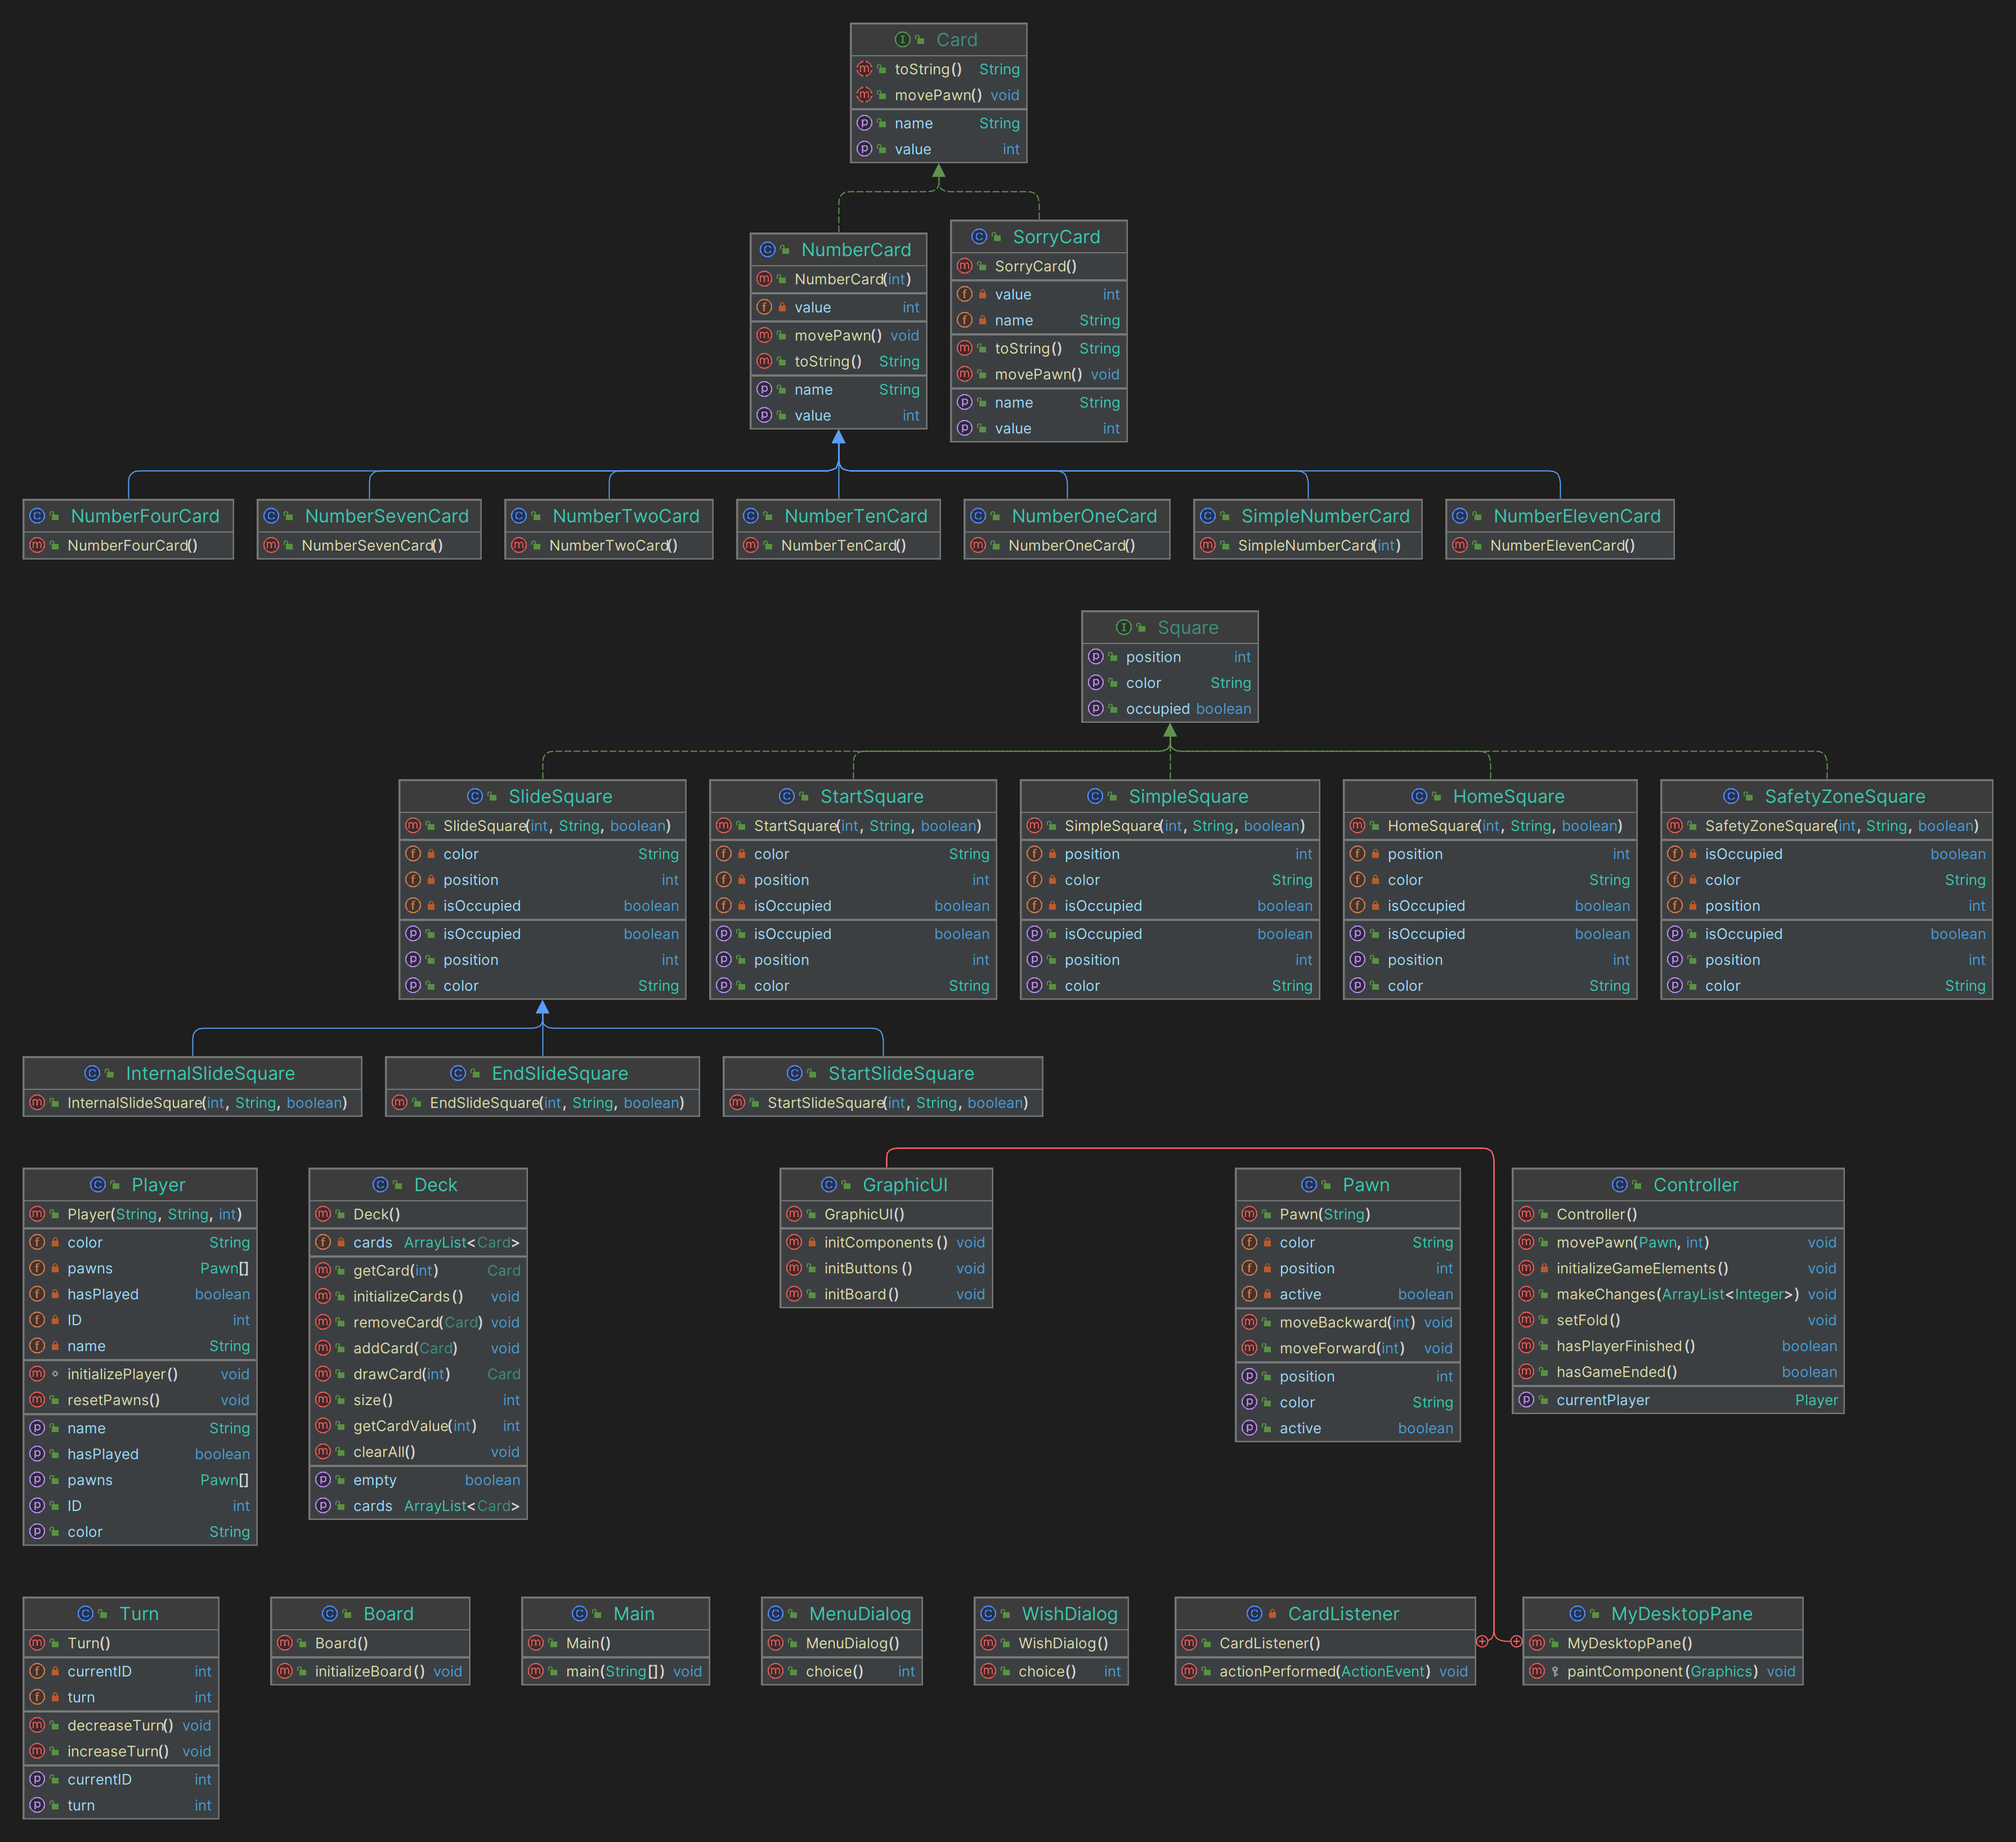 Card
toString() String
movePawn() void
name String
value int
NumberCard
NumberCard(int)
value int
movePawn() void
toString() String
name String
value int
SorryCard
SorryCard()
value int
name String
toString() String
movePawn() void
name String
value int
NumberFourCard
NumberFourCard()
NumberSevenCard
NumberSevenCard()
NumberTwoCard
NumberTwoCard()
NumberTenCard
NumberTenCard()
NumberOneCard
NumberOneCard()
SimpleNumberCard
SimpleNumberCard(int)
NumberElevenCard
NumberElevenCard()
Square
position int
color String
occupied boolean
SlideSquare
SlideSquare(int, String, boolean)
color String
position int
isOccupied boolean
isOccupied boolean
position int
color String
StartSquare
StartSquare(int, String, boolean)
color String
position int
isOccupied boolean
isOccupied boolean
position int
color String
SimpleSquare
SimpleSquare(int, String, boolean)
position int
color String
isOccupied boolean
isOccupied boolean
position int
color String
HomeSquare
HomeSquare(int, String, boolean)
position int
color String
isOccupied boolean
isOccupied boolean
position int
color String
SafetyZoneSquare
SafetyZoneSquare(int, String, boolean)
isOccupied boolean
color String
position int
isOccupied boolean
position int
color String
InternalSlideSquare
InternalSlideSquare(int, String, boolean)
EndSlideSquare
EndSlideSquare(int, String, boolean)
StartSlideSquare
StartSlideSquare(int, String, boolean)
Player
Player(String, String, int)
color String
pawns Pawn[]
hasPlayed boolean
ID int
name String
initializePlayer() void
resetPawns() void
name String
hasPlayed boolean
pawns Pawn[]
ID int
color String
Deck
Deck()
cards ArrayList<Card>
getCard(int) Card
initializeCards() void
removeCard(Card) void
addCard(Card) void
drawCard(int) Card
size() int
getCardValue(int) int
clearAll() void
empty boolean
cards ArrayList<Card>
GraphicUI
GraphicUI()
initComponents() void
initButtons() void
initBoard() void
Pawn
Pawn(String)
color String
position int
active boolean
moveBackward(int) void
moveForward(int) void
position int
color String
active boolean
Controller
Controller()
movePawn(Pawn, int) void
initializeGameElements() void
makeChanges(ArrayList<Integer>) void
setFold() void
hasPlayerFinished() boolean
hasGameEnded() boolean
currentPlayer Player
Turn
Turn()
currentID int
turn int
decreaseTurn() void
increaseTurn() void
currentID int
turn int
Board
Board()
initializeBoard() void
Main
Main()
main(String[]) void
MenuDialog
MenuDialog()
choice() int
WishDialog
WishDialog()
choice() int
CardListener
CardListener()
actionPerformed(ActionEvent) void
MyDesktopPane
MyDesktopPane()
paintComponent(Graphics) void